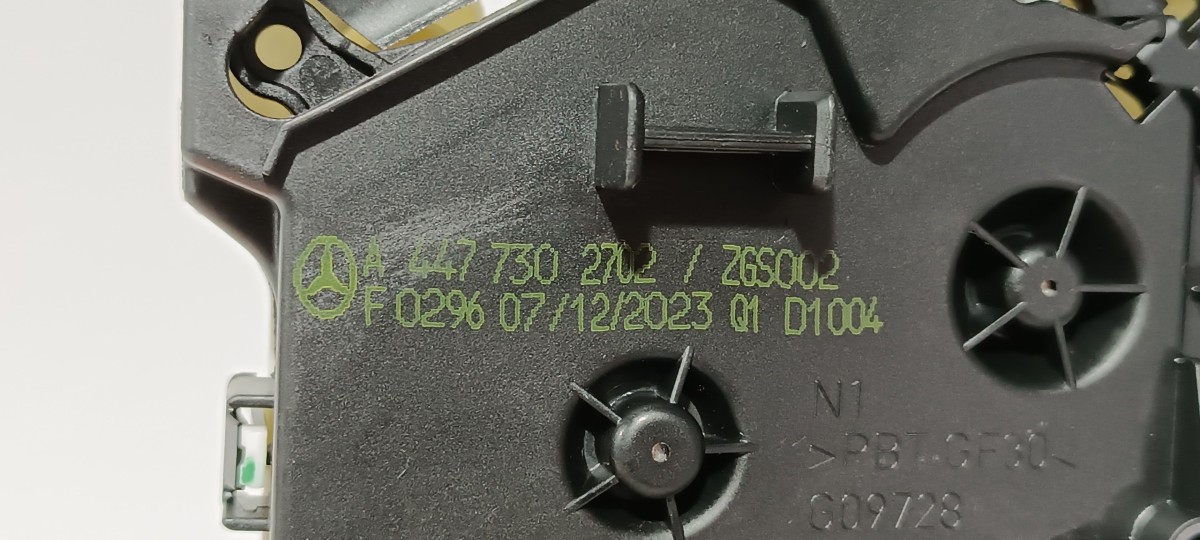 A 447 730 2702 / ZGS002
F 0296 07/12/2023 Q1 D1004
N1
>PBT-GF30<
G09728